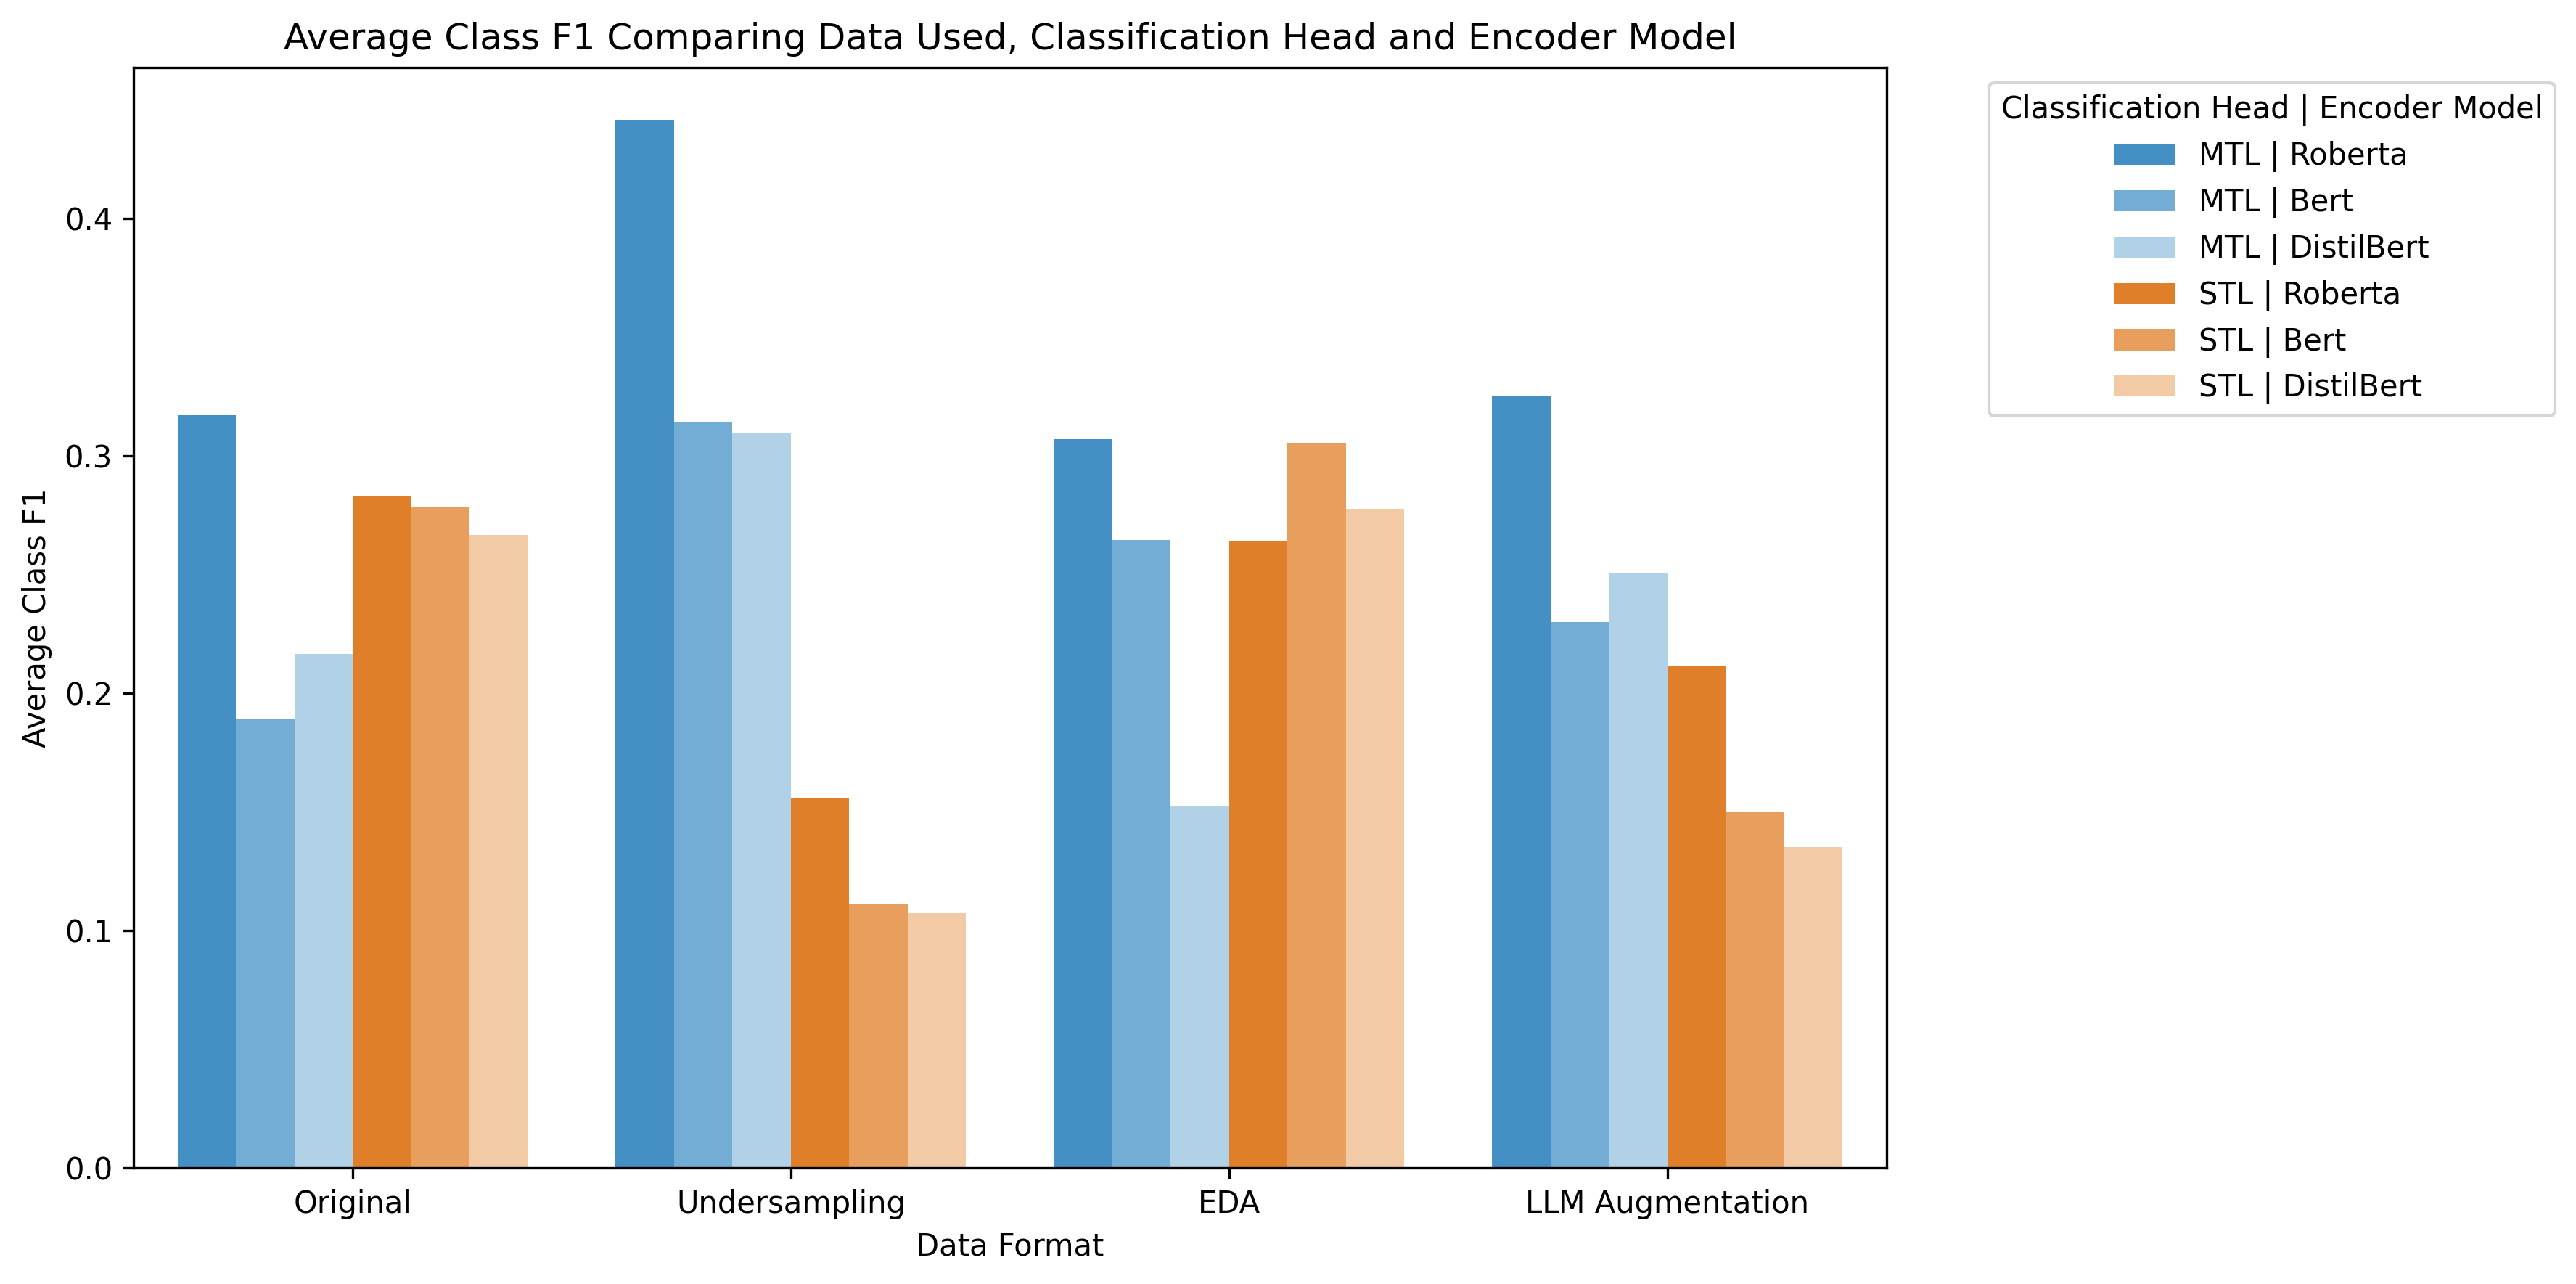 Average Class F1 Comparing Data Used, Classification Head and Encoder Model
Classification Head | Encoder Model
MTL | Roberta
MTL | Bert
MTL | DistilBert
STL | Roberta
STL | Bert
STL | DistilBert
Average Class F1
0.4
0.3
0.2
0.1
0.0
Original
Undersampling
EDA
LLM Augmentation
Data Format